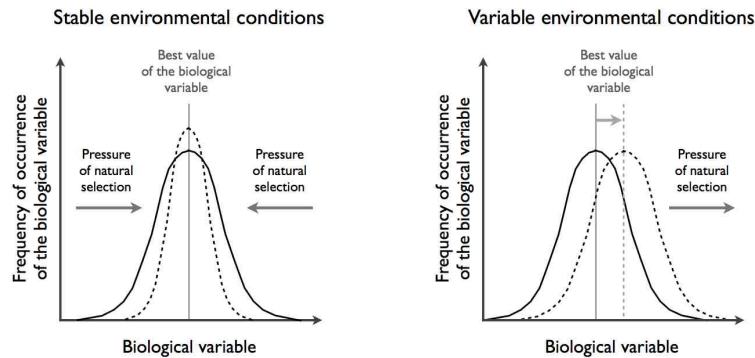 Stable environmental conditions
Best value
of the biological
variable
Frequency of occurrence
of the biological variable
Pressure
of natural
selection
Pressure
of natural
selection
Biological variable
Variable environmental conditions
Best value
of the biological
variable
Frequency of occurrence
of the biological variable
Pressure
of natural
selection
Biological variable